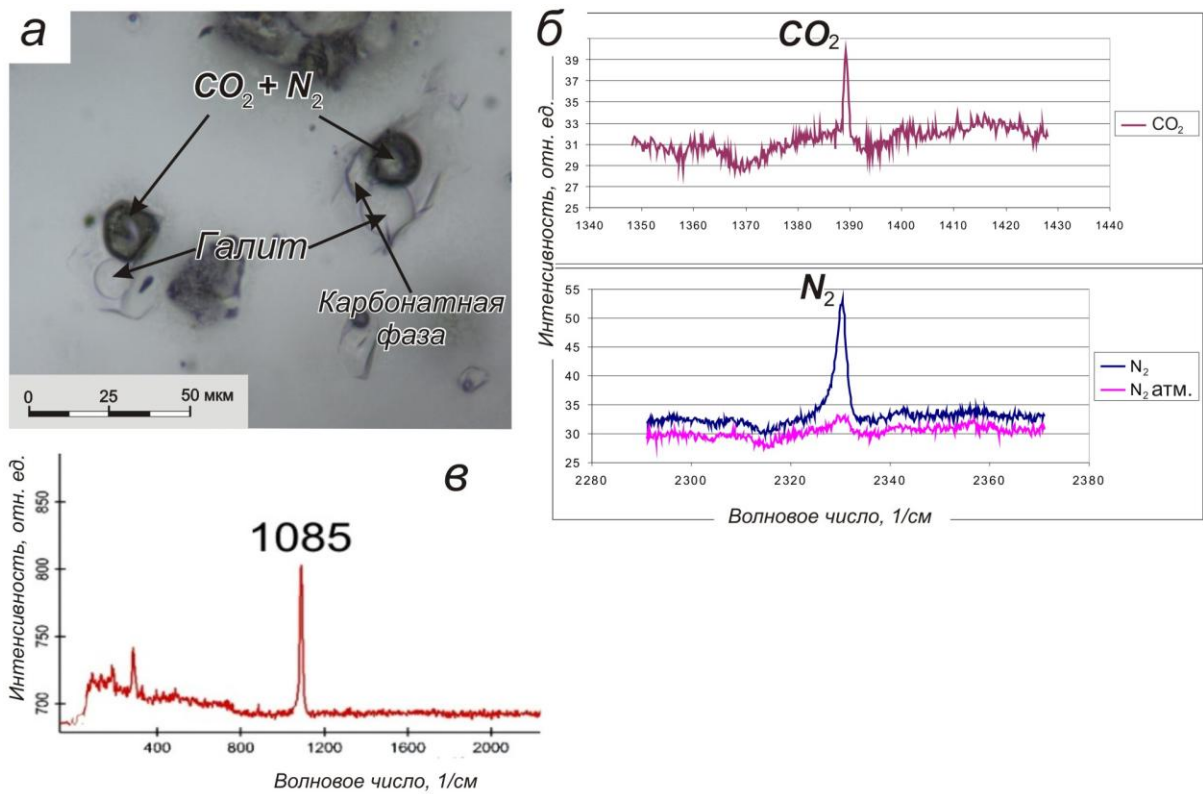 а
CO₂ + N₂
Галит
Карбонатная
фаза
0 25 50 мкм
б
CO₂
Интенсивность, отн. ед.
39
37
35
33
31
29
27
25
1340 1350 1360 1370 1380 1390 1400 1410 1420 1430 1440
CO₂
N₂
55
50
45
40
35
30
25
2280 2300 2320 2340 2360 2380
N₂
N₂ атм.
Волновое число, 1/см
в
1085
Интенсивность, отн. ед.
850
800
750
700
400 800 1200 1600 2000
Волновое число, 1/см